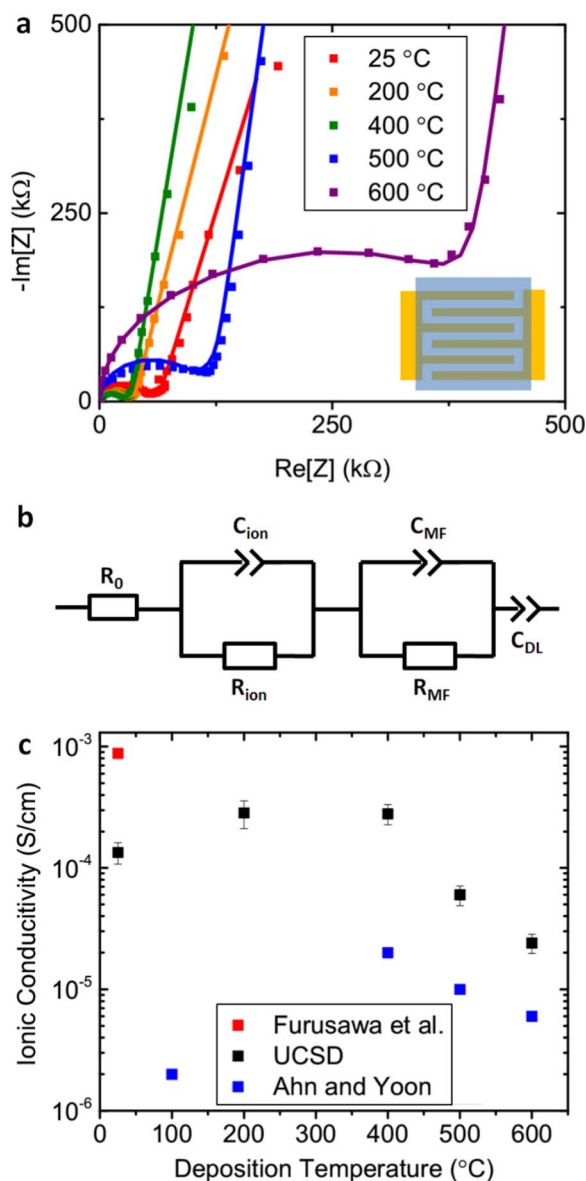 a
500
250
0
-Im[Z] (kΩ)
25 °C
200 °C
400 °C
500 °C
600 °C
0
250
500
Re[Z] (kΩ)
b
R0
Cion
Rion
CMF
RMF
CDL
c
10-3
10-4
10-5
10-6
Ionic Conducitivity (S/cm)
Furusawa et al.
UCSD
Ahn and Yoon
0 100 200 300 400 500 600
Deposition Temperature (°C)